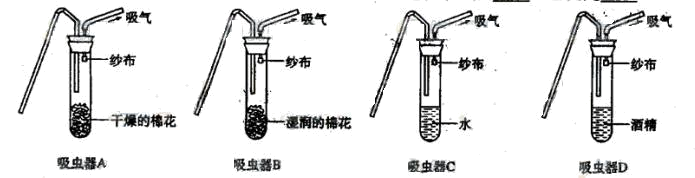 吸气 吸气 吸气 吸气
纱布 纱布 纱布 纱布
干燥的棉花 湿润的棉花 水 酒精
吸虫器A 吸虫器B 吸虫器C 吸虫器D